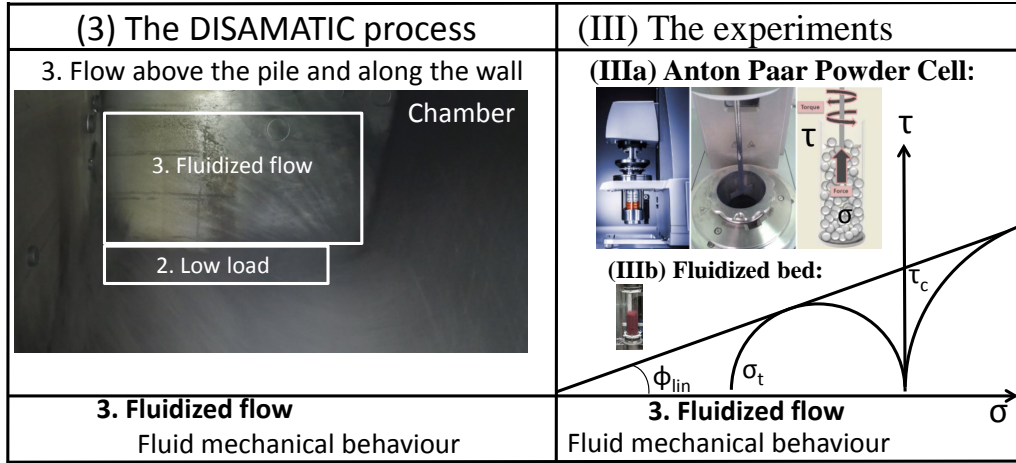 (3) The DISAMATIC process
3. Flow above the pile and along the wall
Chamber
3. Fluidized flow
2. Low load
3. Fluidized flow
Fluid mechanical behaviour
(III) The experiments
(IIIa) Anton Paar Powder Cell:
Torque
τ
Force
σ
τ
(IIIb) Fluidized bed:
τc
σt
ϕlin
σ
3. Fluidized flow
Fluid mechanical behaviour